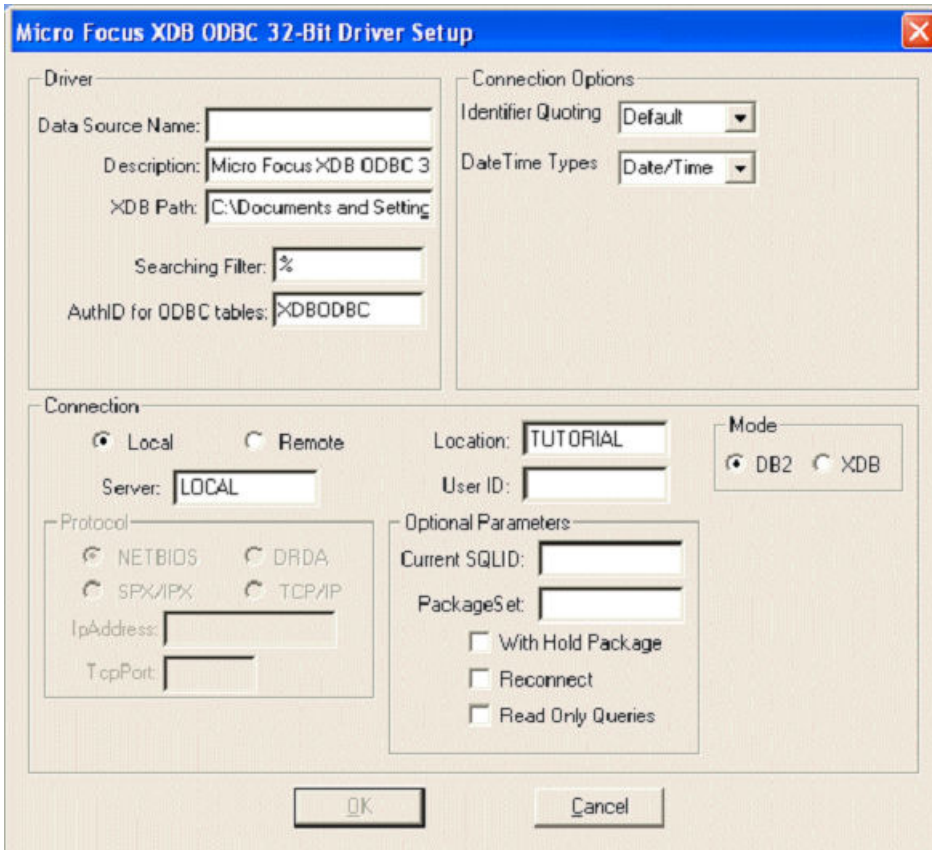 Micro Focus XDB ODBC 32-Bit Driver Setup
Driver
Data Source Name:
Description: Micro Focus XDB ODBC 3
XDB Path: C:\Documents and Setting
Searching Filter: %
AuthID for ODBC tables: XDBODBC
Connection Options
Identifier Quoting Default
DateTime Types Date/Time
Connection
Local Remote
Server: LOCAL
Location: TUTORIAL
User ID:
Mode
DB2 XDB
Protocol
NETBIOS DRDA
SPX/IPX TCP/IP
IpAddress:
TcpPort:
Optional Parameters
Current SQLID:
PackageSet:
With Hold Package
Reconnect
Read Only Queries
OK Cancel